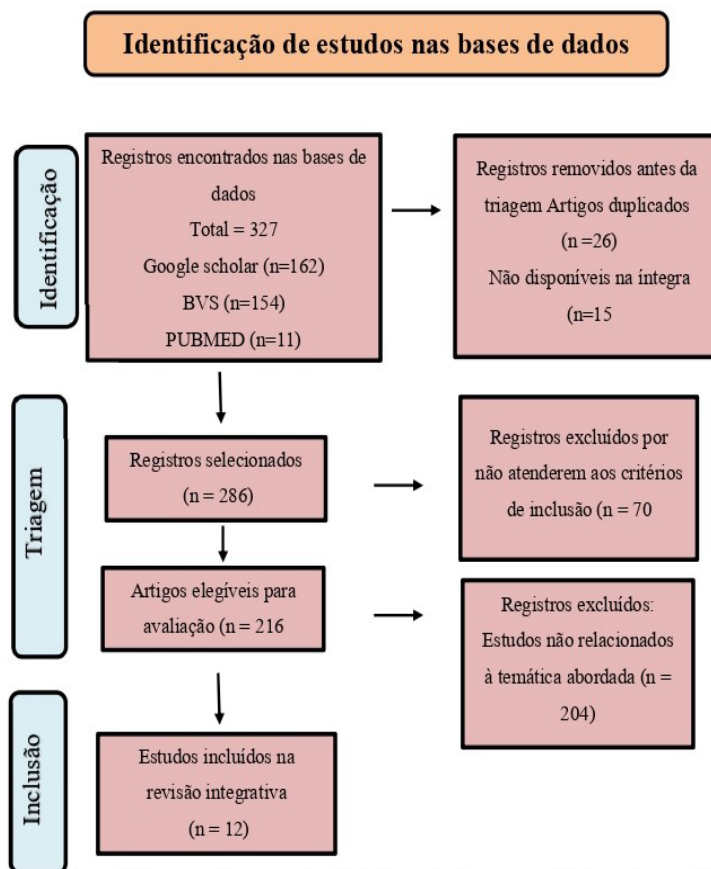 Identificação de estudos nas bases de dados
Identificação
Registros encontrados nas bases de
dados
Total = 327
Google scholar (n=162)
BVS (n=154)
PUBMED (n=11)
Registros removidos antes da
triagem Artigos duplicados
(n =26)
Não disponíveis na íntegra
(n=15
Triagem
Registros selecionados
(n = 286)
Registros excluídos por
não atenderem aos critérios
de inclusão (n = 70
Artigos elegíveis para
avaliação (n = 216
Registros excluídos:
Estudos não relacionados
à temática abordada (n =
204)
Inclusão
Estudos incluídos na
revisão integrativa
(n = 12)